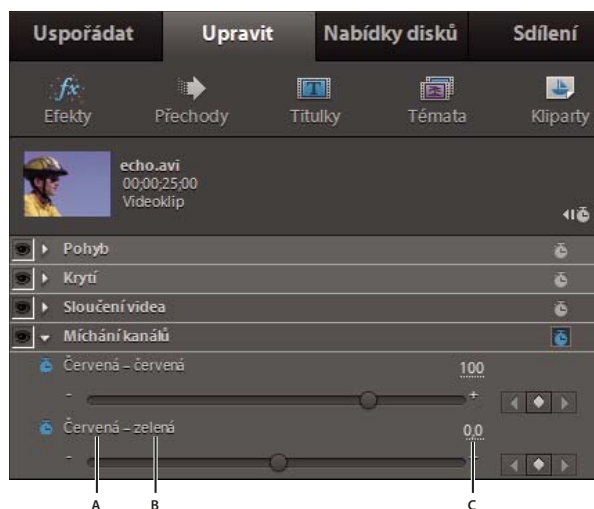 Uspořádat Upravit Nabídky disků Sdílení
Efekty Přechody Titulky Témata Kliparty
echo.avi
00;00;25;00
Videoklip
Pohyb
Krytí
Sloučení videa
Míchání kanálů
Červená – červená 100
- +
Červená – zelená 0,0
- +
A B C